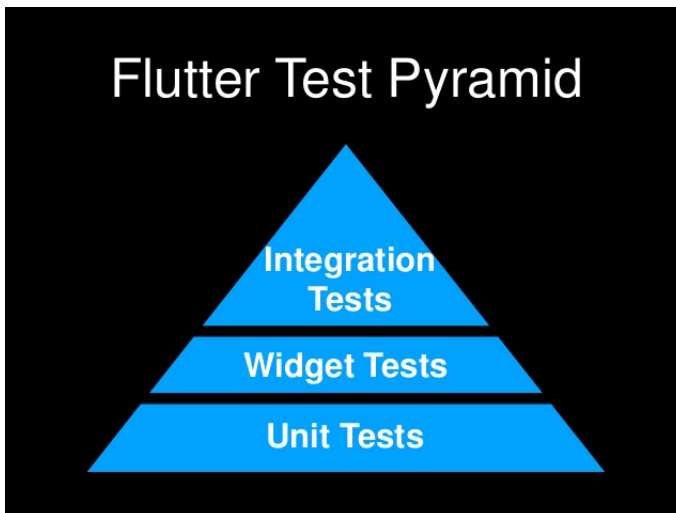 Flutter Test Pyramid
Integration
Tests
Widget Tests
Unit Tests